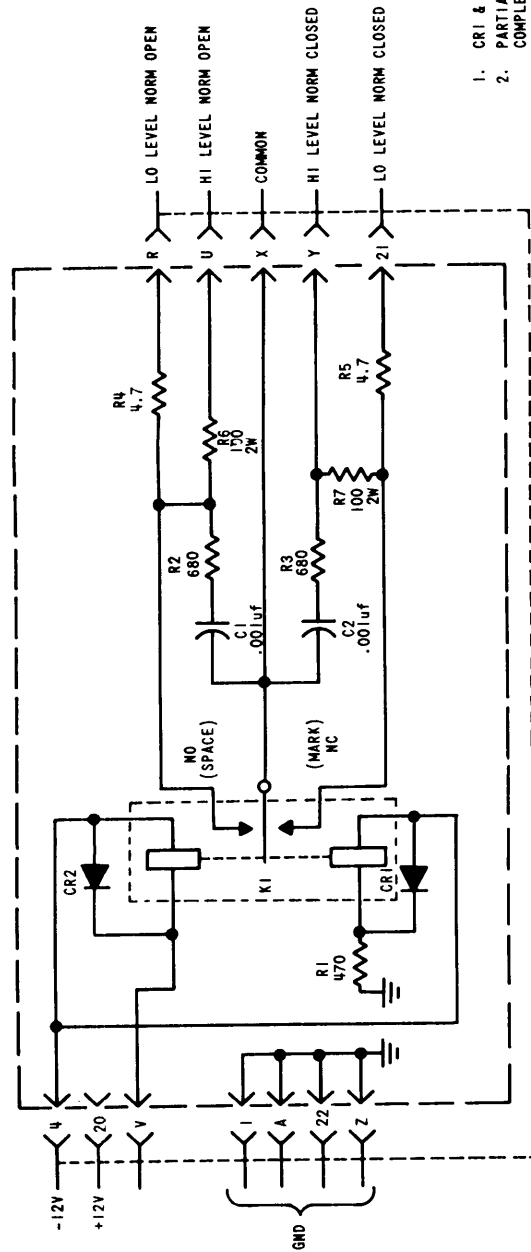 -12V
4
+12V
20
V
GND
1
A
22
Z
CR2
K1
CR1
R1
470
NO
(SPACE)
(MARK)
NC
C1
.001uf
R2
680
R4
4.7
R6
100
2W
C2
.001uf
R3
680
R7
100
2W
R5
4.7
R
LO LEVEL NORM OPEN
U
HI LEVEL NORM OPEN
X
COMMON
Y
HI LEVEL NORM CLOSED
21
LO LEVEL NORM CLOSED
1. CR1 &
2. PARTIA
COMPLE